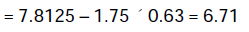 = 7.8125 – 1.75 ´ 0.63 = 6.71